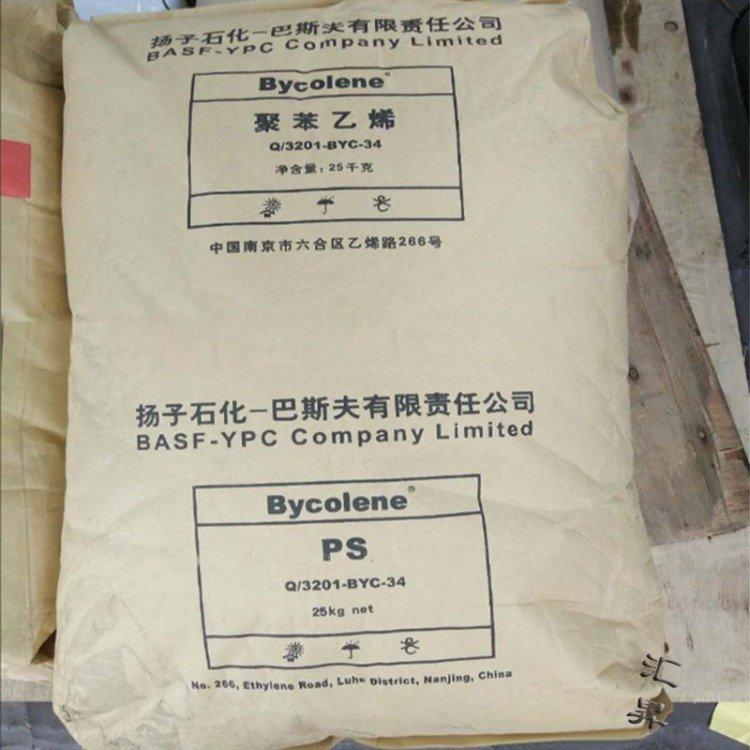 扬子石化-巴斯夫有限责任公司
BASF-YPC Company Limited
Bycolene®
聚苯乙烯
Q/3201-BYC-34
净含量：25千克
中国南京市六合区乙烯路266号
扬子石化-巴斯夫有限责任公司
BASF-YPC Company Limited
Bycolene®
PS
Q/3201-BYC-34
25kg net
No. 266, Ethylene Road, Luhe District, Nanjing, China
汇昇